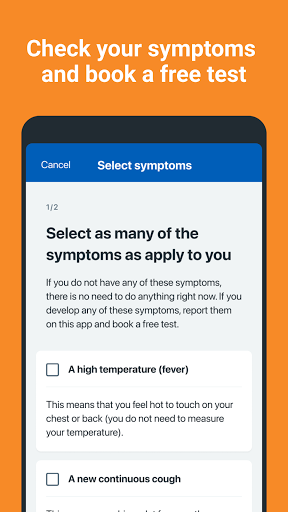 Check your symptoms
and book a free test
Cancel
Select symptoms
1/2
Select as many of the
symptoms as apply to you
If you do not have any of these symptoms,
there is no need to do anything right now. If you
develop any of these symptoms, report them
on this app and book a free test.
A high temperature (fever)
This means that you feel hot to touch on your
chest or back (you do not need to measure
your temperature).
A new continuous cough